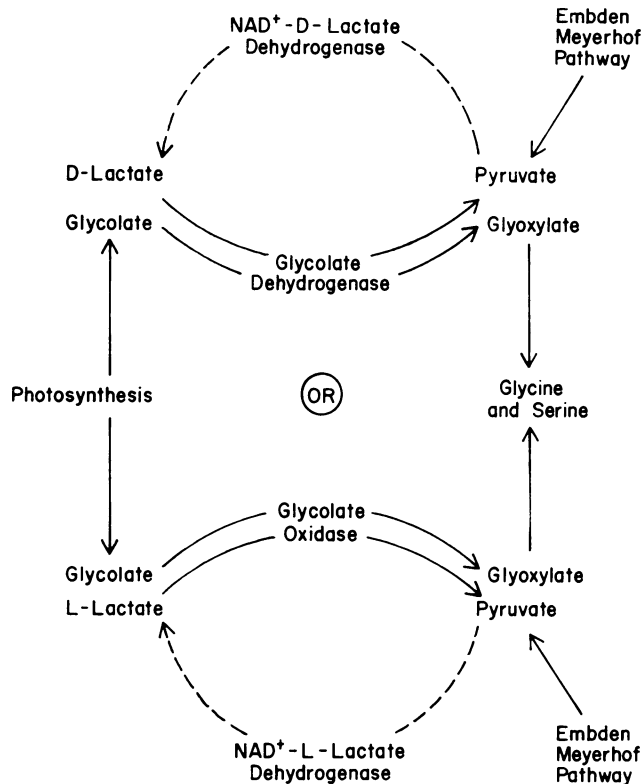 NAD+-D-Lactate
Dehydrogenase
Embden
Meyerhof
Pathway
D-Lactate
Pyruvate
Glycolate
Glyoxylate
Glycolate
Dehydrogenase
Photosynthesis
OR
Glycine
and Serine
Glycolate
Oxidase
Glycolate
Glyoxylate
L-Lactate
Pyruvate
NAD+-L-Lactate
Dehydrogenase
Embden
Meyerhof
Pathway